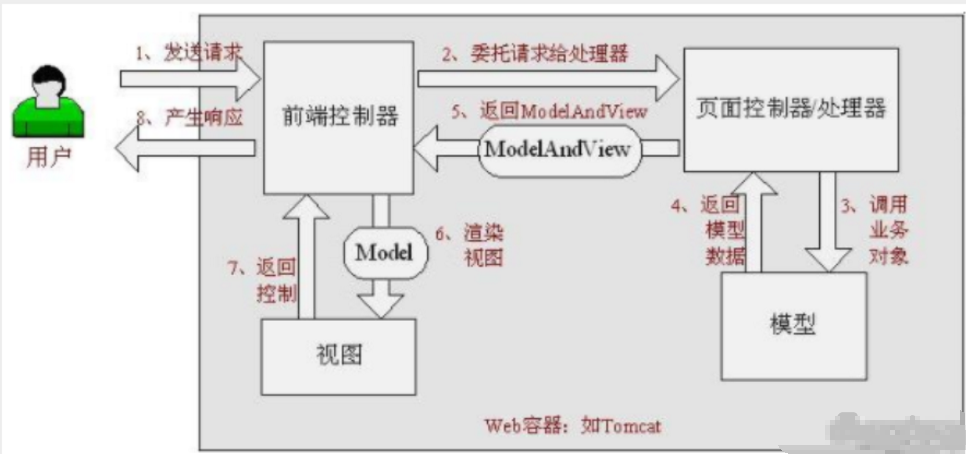 1、发送请求
2、委托请求给处理器
前端控制器
页面控制器/处理器
8、产生响应
5、返回ModelAndView
ModelAndView
用户
4、返回
模型
数据
3、调用
业务
对象
6、渲染
视图
Model
7、返回
控制
视图
模型
Web容器：如Tomcat